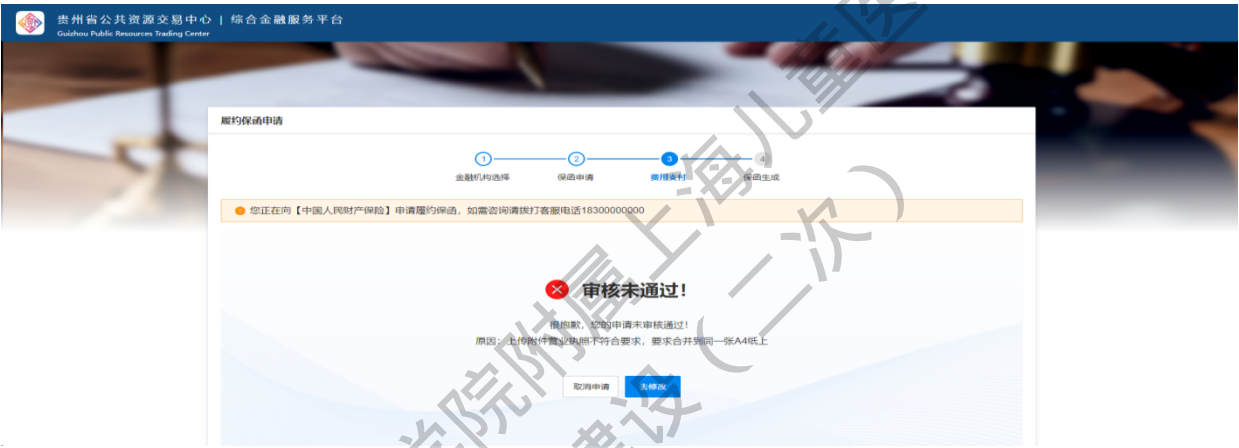 贵州省公共资源交易中心 | 综合金融服务平台
Guizhou Public Resources Trading Center
履约保函申请
1 2 3 4
金融机构选择 保函申请 费用支付 保函生成
您正在向【中国人民财产保险】申请履约保函，如需咨询请拨打客服电话18300000000
审核未通过！
很抱歉，您的申请未审核通过！
原因：上传附件营业执照不符合要求，要求合并到同一张A4纸上
取消申请 去修改
学院附属上海儿童医
建设（二次）